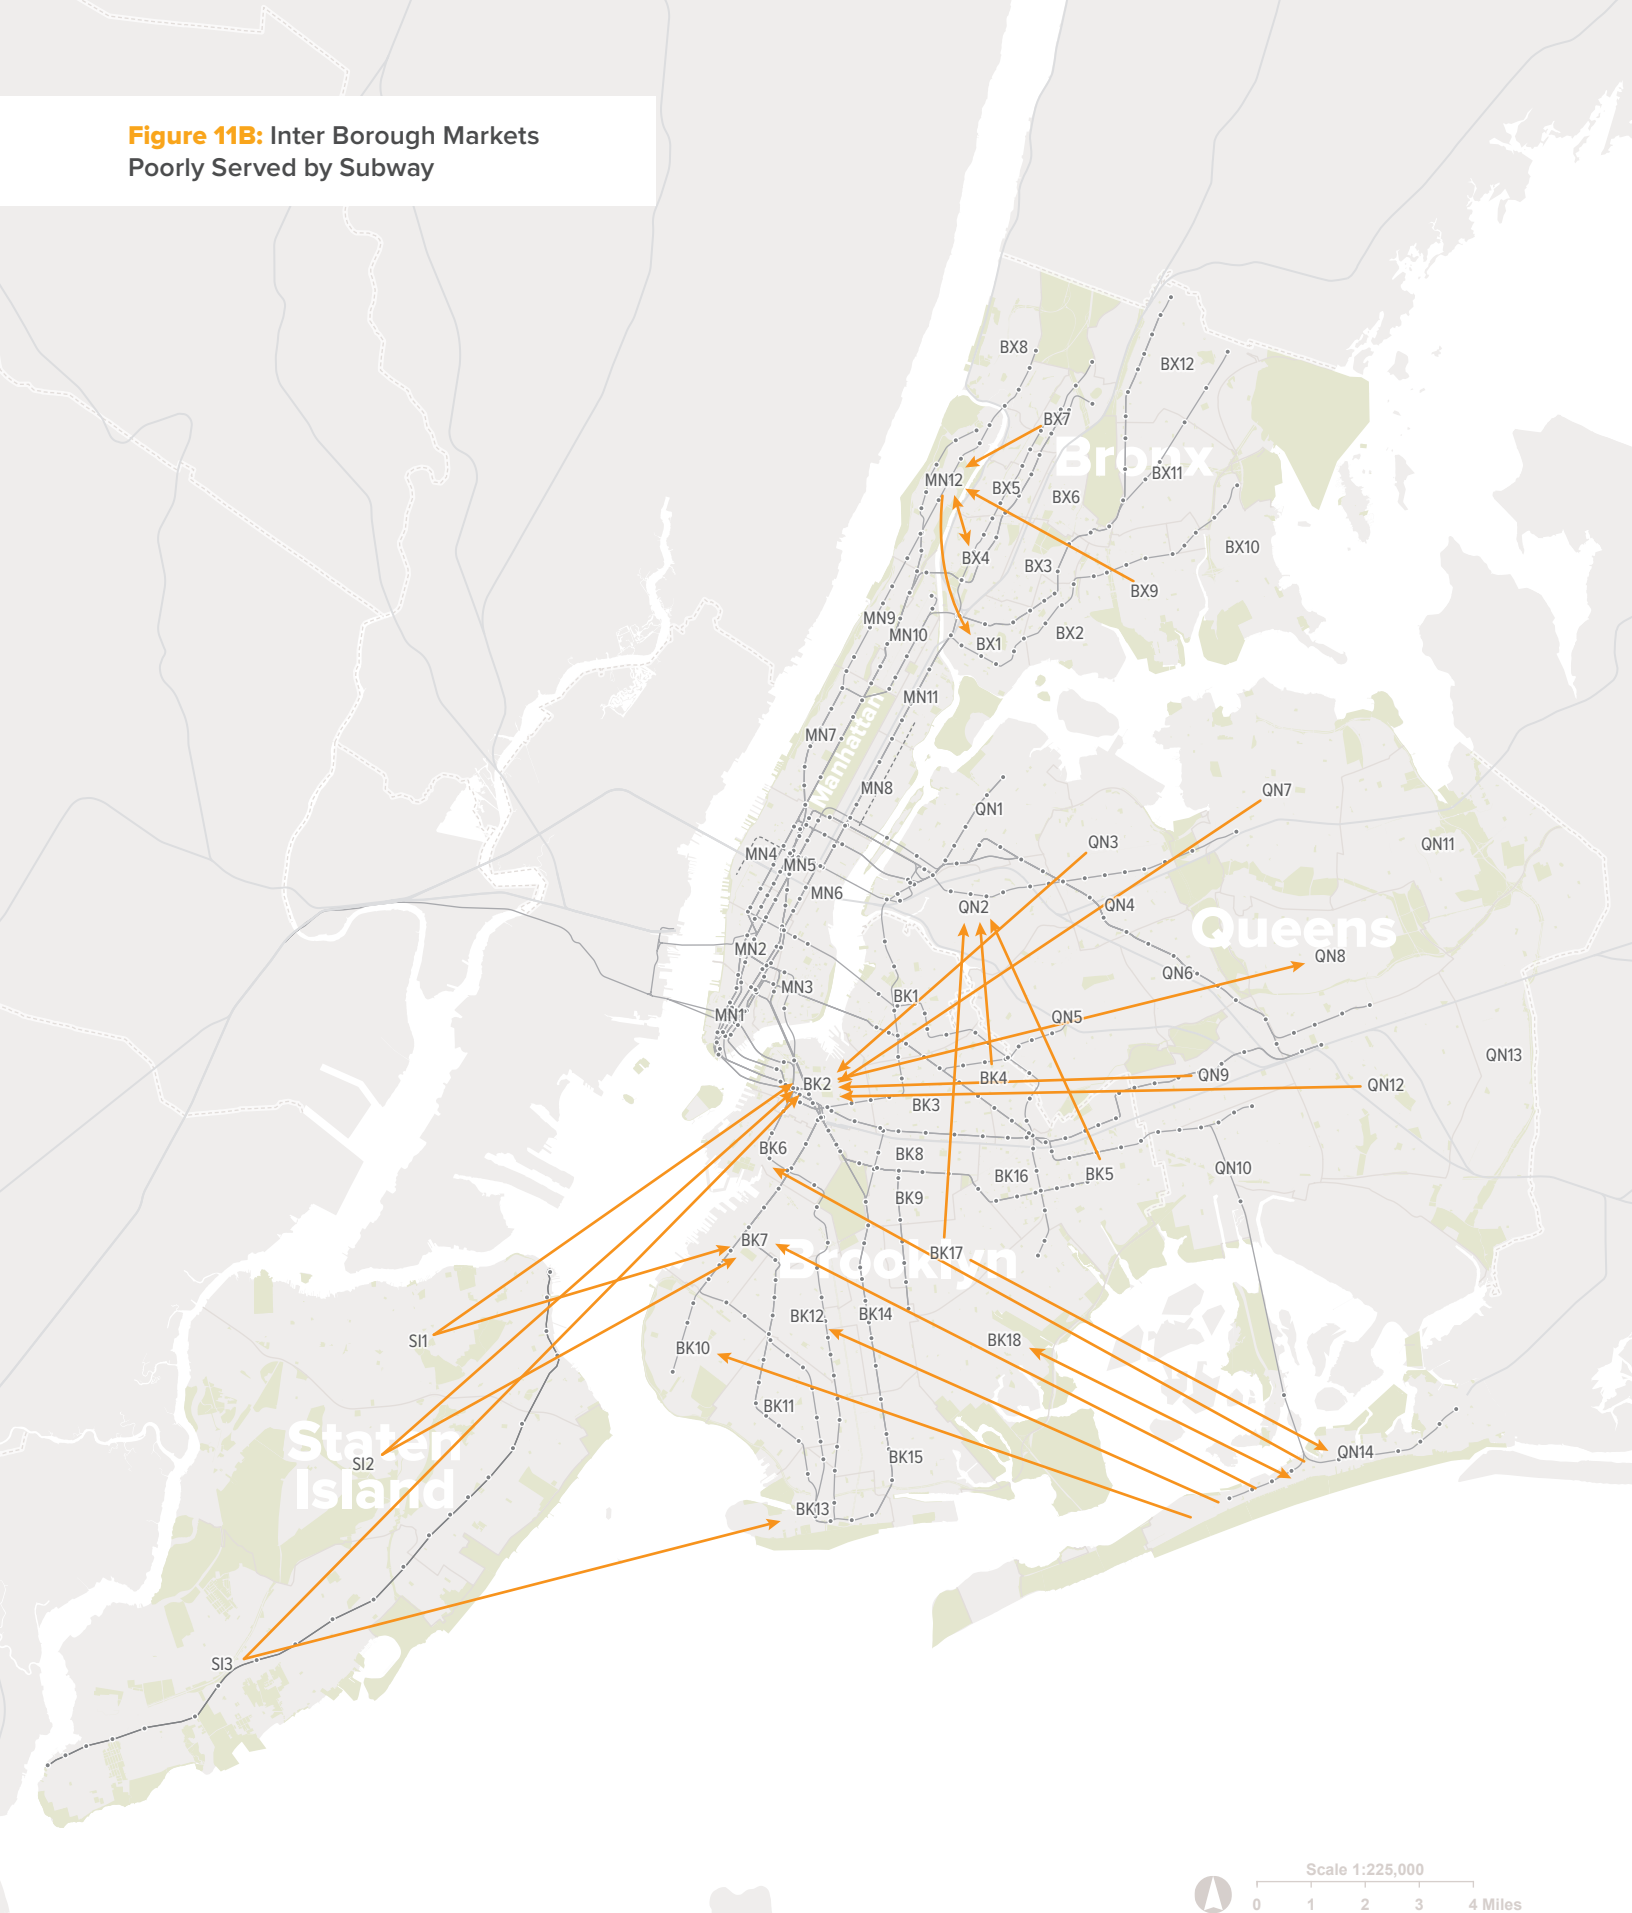 Figure 11B: Inter Borough Markets
Poorly Served by Subway
BX8
BX12
BX7
Bronx
BX11
MN12
BX5
BX6
BX4
BX3
BX10
BX9
MN9
MN10
BX1
BX2
MN11
MN7
Manhattan
MN8
QN7
QN1
QN3
QN11
MN4
MN5
MN6
QN2
QN4
Queens
MN2
QN8
QN6
MN3
BK1
MN1
QN5
QN13
BK2
BK4
QN9
QN12
BK3
BK6
BK8
BK16
BK5
QN10
BK9
BK7
BK17
Brooklyn
BK12
BK14
SI1
BK10
BK18
BK11
Staten
Island
SI2
BK15
QN14
BK13
SI3
Scale 1:225,000
0 1 2 3 4 Miles